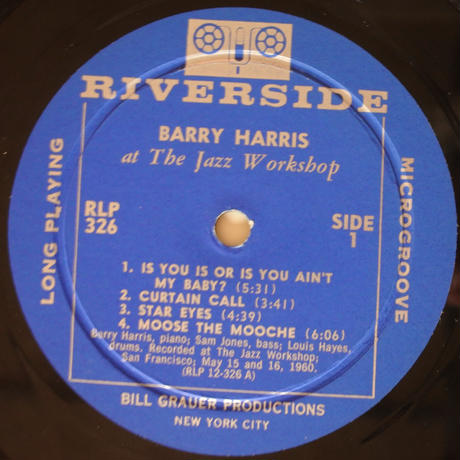 RIVERSIDE
BARRY HARRIS
at The Jazz Workshop
LONG PLAYING
MICROGROOVE
RLP
326
SIDE
1
1. IS YOU IS OR IS YOU AIN'T
MY BABY? (5:31)
2. CURTAIN CALL (3:41)
3. STAR EYES (4:39)
4. MOOSE THE MOOCHE (6:06)
Barry Harris, piano; Sam Jones, bass; Louis Hayes,
drums. Recorded at The Jazz Workshop;
San Francisco; May 15 and 16, 1960.
(RLP 12-326 A)
BILL GRAUER PRODUCTIONS
NEW YORK CITY